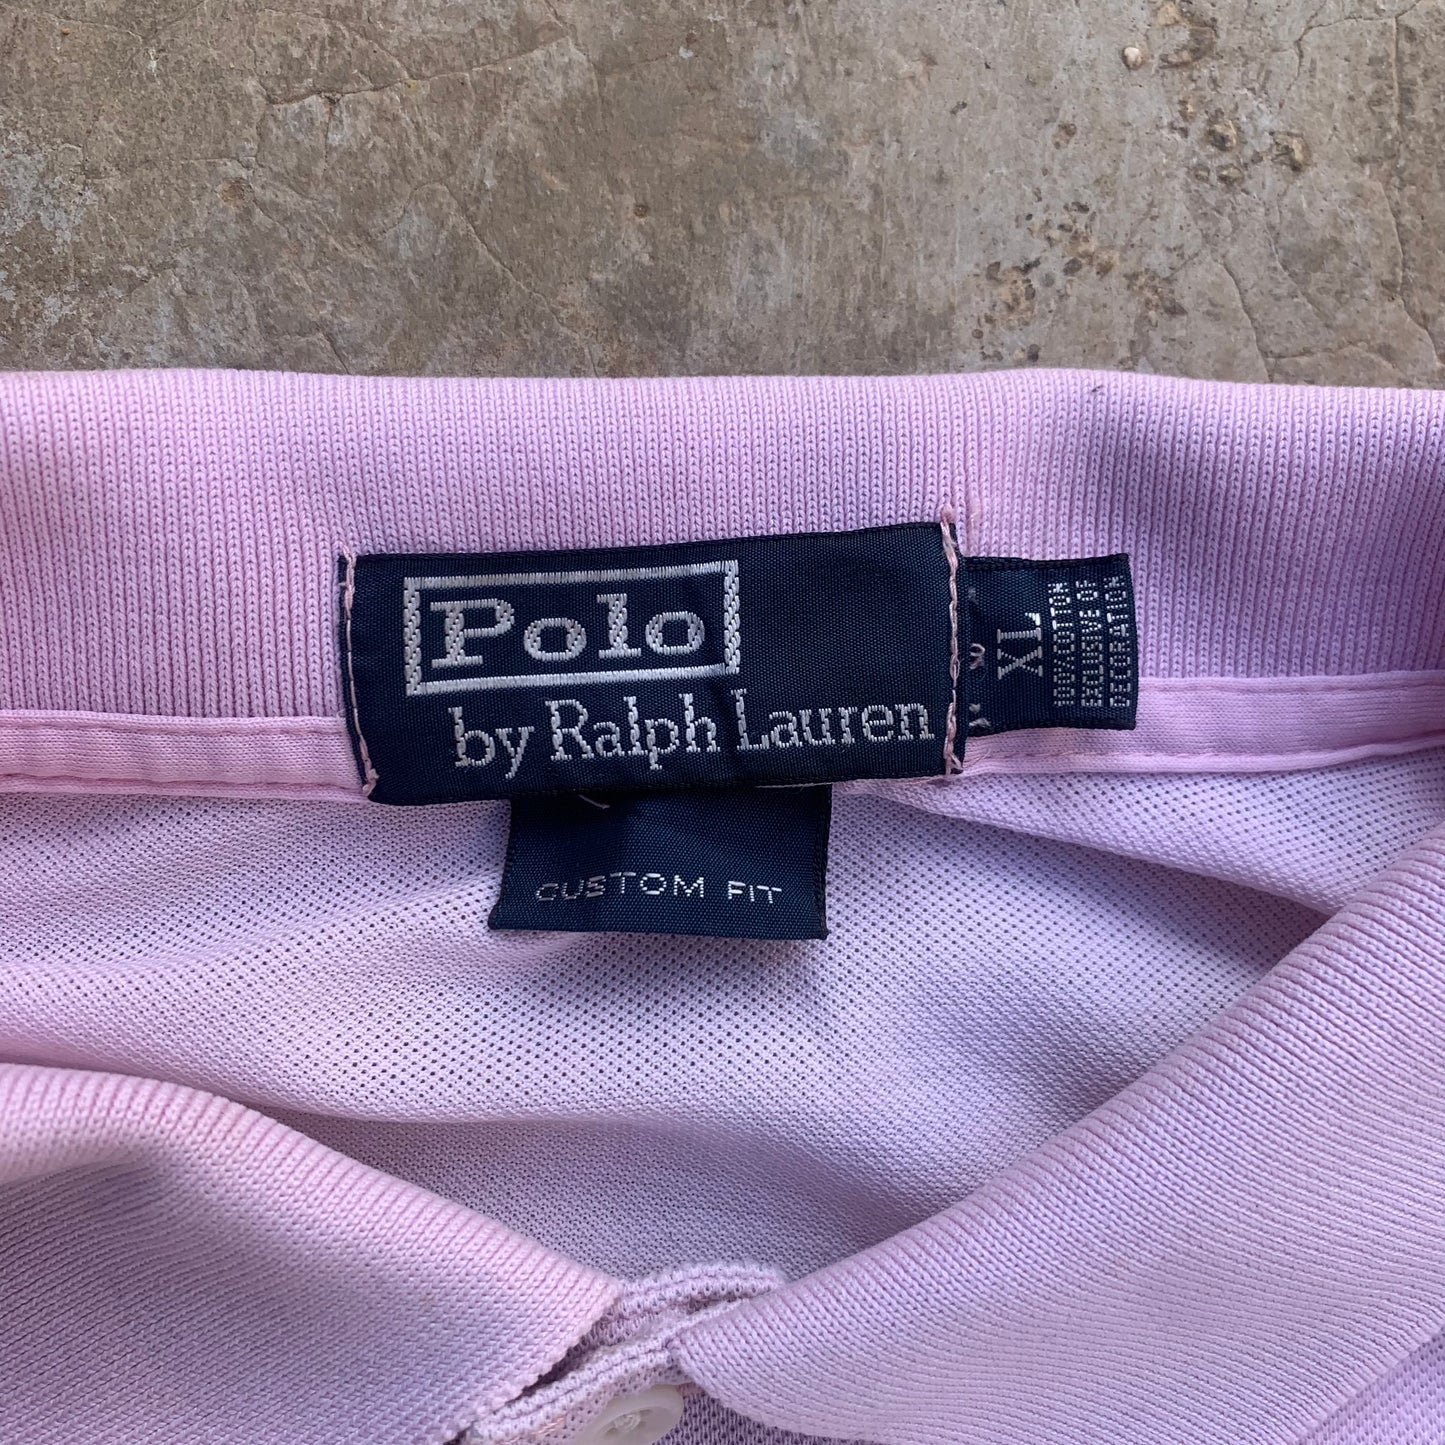 Polo
by Ralph Lauren
XL
100% COTTON
EXCLUSIVE OF
DECORATION
CUSTOM FIT